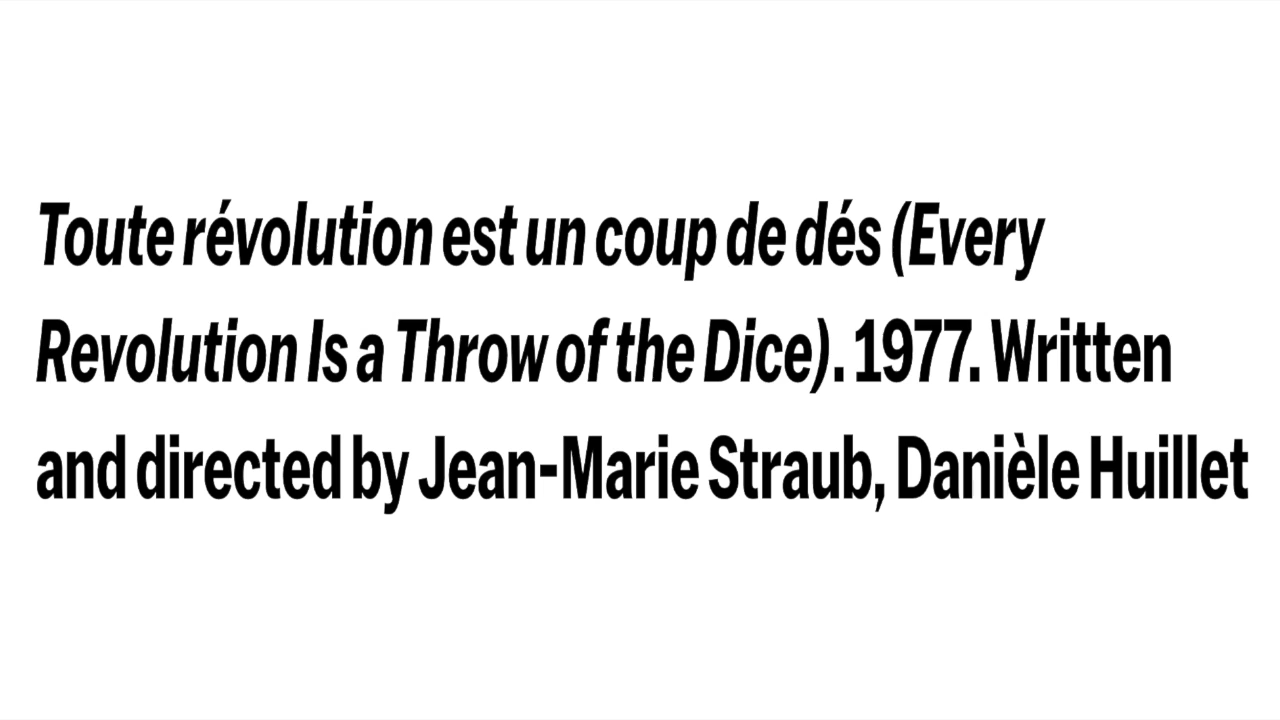 Toute révolution est un coup de dés (Every
Revolution Is a Throw of the Dice). 1977. Written
and directed by Jean-Marie Straub, Danièle Huillet